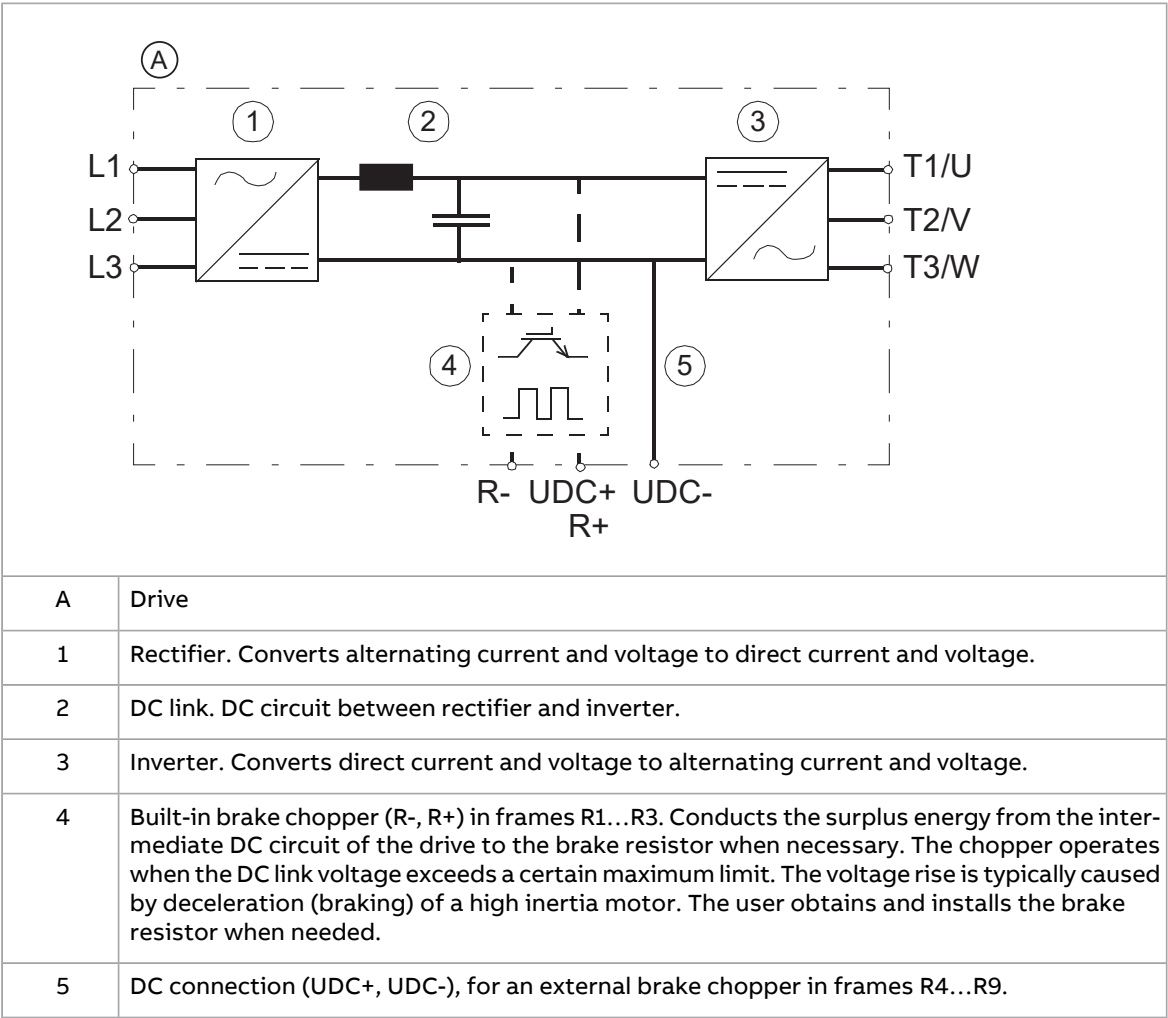 A
1 2 3
L1 T1/U
L2 T2/V
L3 T3/W
4 5
R- UDC+ UDC-
R+
A Drive
1 Rectifier. Converts alternating current and voltage to direct current and voltage.
2 DC link. DC circuit between rectifier and inverter.
3 Inverter. Converts direct current and voltage to alternating current and voltage.
4 Built-in brake chopper (R-, R+) in frames R1…R3. Conducts the surplus energy from the inter-
mediate DC circuit of the drive to the brake resistor when necessary. The chopper operates
when the DC link voltage exceeds a certain maximum limit. The voltage rise is typically caused
by deceleration (braking) of a high inertia motor. The user obtains and installs the brake
resistor when needed.
5 DC connection (UDC+, UDC-), for an external brake chopper in frames R4…R9.